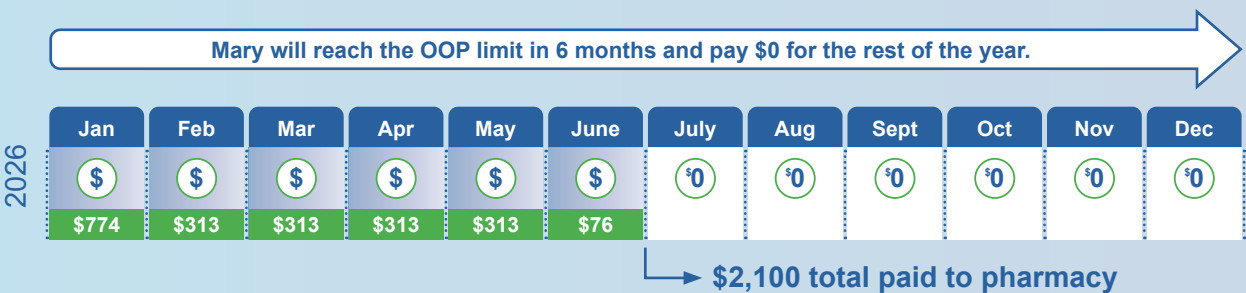 Mary will reach the OOP limit in 6 months and pay $0 for the rest of the year.
2026
Jan Feb Mar Apr May June July Aug Sept Oct Nov Dec
$ $ $ $ $ $ $0 $0 $0 $0 $0 $0
$774 $313 $313 $313 $313 $76
$2,100 total paid to pharmacy